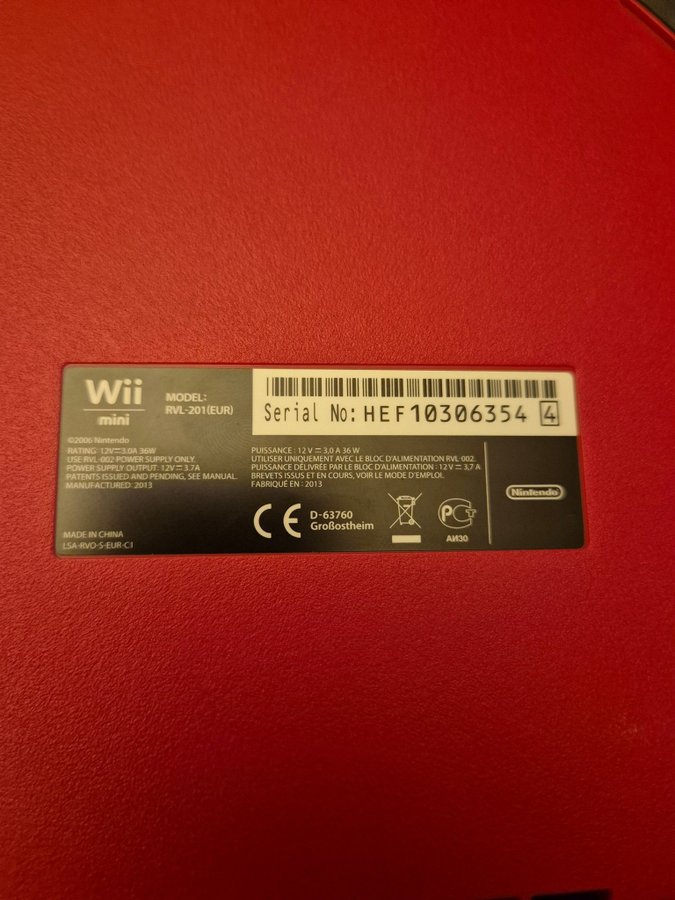 Wii
mini
MODEL:
RVL-201(EUR)
Serial No: HEF10306354 4
©2006 Nintendo
RATING: 12V⎓3.0A 36W
USE RVL-002 POWER SUPPLY ONLY.
POWER SUPPLY OUTPUT: 12V⎓3.7A
PATENTS ISSUED AND PENDING, SEE MANUAL.
MANUFACTURED: 2013
MADE IN CHINA
LSA-RVO-S-EUR-C1
PUISSANCE : 12 V⎓3,0 A 36 W
UTILISER UNIQUEMENT AVEC LE BLOC D'ALIMENTATION RVL-002.
PUISSANCE DÉLIVRÉE PAR LE BLOC D'ALIMENTATION : 12 V⎓3,7 A
BREVETS ISSUS ET EN COURS, VOIR LE MODE D'EMPLOI.
FABRIQUÉ EN : 2013
CE
D-63760
Großostheim
РСТ
АИ30
Nintendo